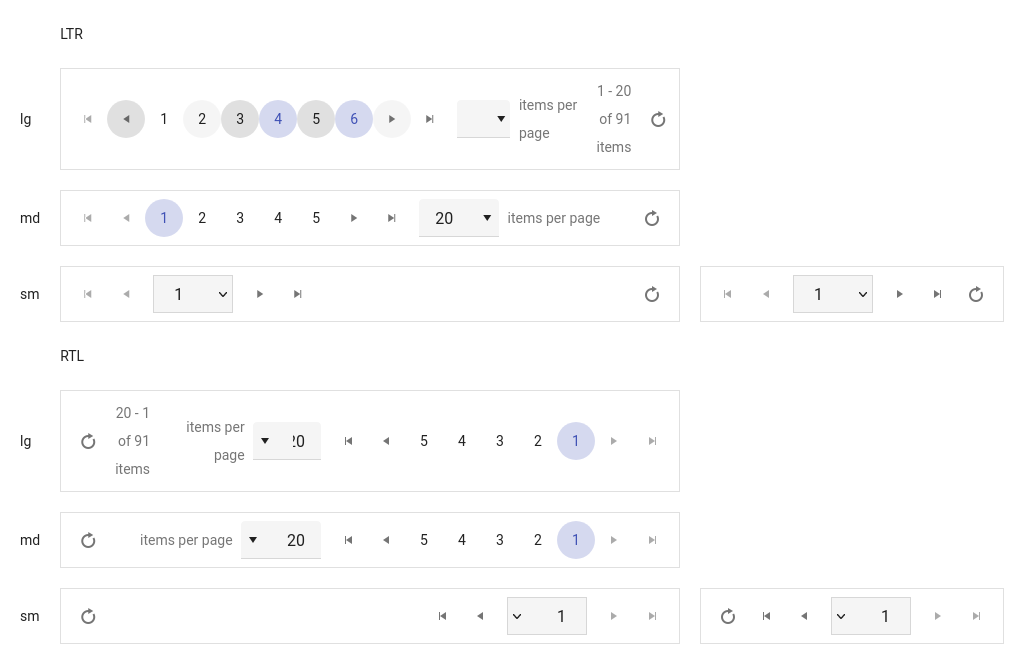 LTR
lg
1 2 3 4 5 6
items per
page
1 - 20
of 91
items
md
1 2 3 4 5
20
items per page
sm
1
1
RTL
lg
20 - 1
of 91
items
items per
page
20
5 4 3 2 1
md
items per page
20
5 4 3 2 1
sm
1
1